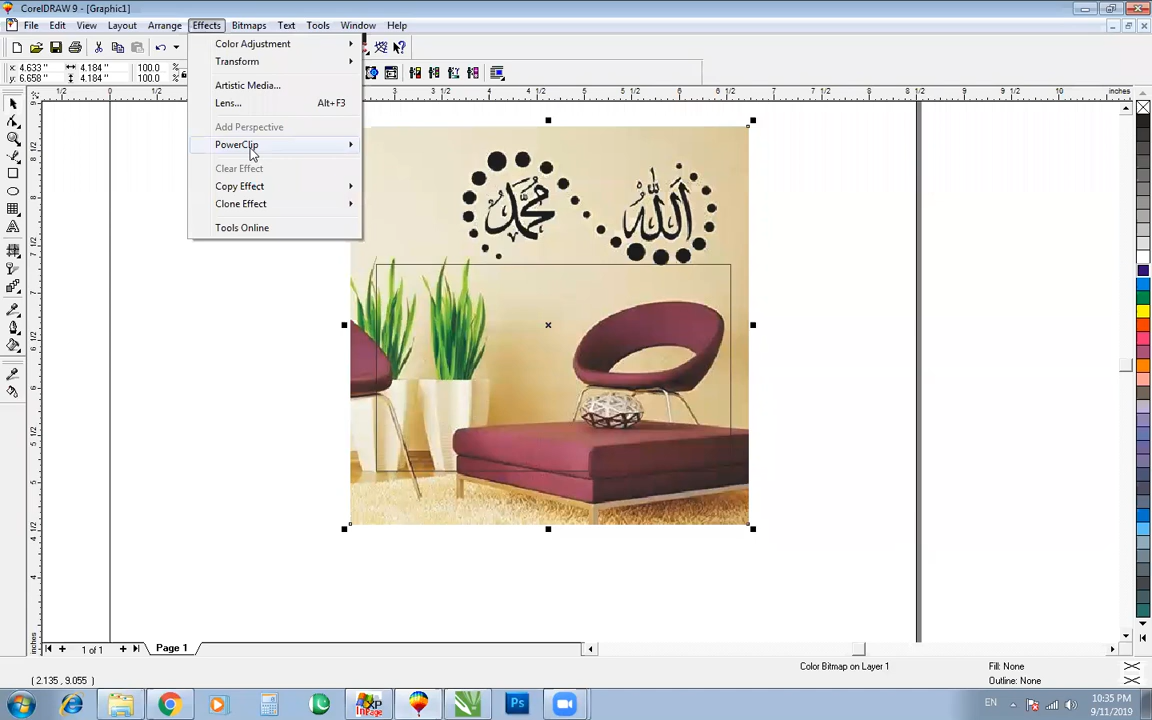 CorelDRAW 9 - [Graphic1]
File Edit View Layout Arrange Effects Bitmaps Text Tools Window Help
x: 4.633" 4.184" 100.0 %
y: 6.658" 4.184" 100.0 %
Color Adjustment
Transform
Artistic Media...
Lens... Alt+F3
Add Perspective
PowerClip
Clear Effect
Copy Effect
Clone Effect
Tools Online
inches
الله محمد
1 of 1 Page 1
Color Bitmap on Layer 1 Fill: None
( 2.135 , 9.055 ) Outline: None
EN 10:35 PM
9/11/2019